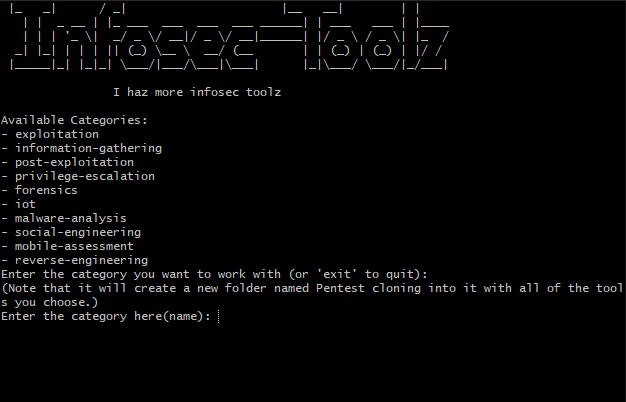 Infosec-Toolz
I haz more infosec toolz
Available Categories:
- exploitation
- information-gathering
- post-exploitation
- privilege-escalation
- forensics
- iot
- malware-analysis
- social-engineering
- mobile-assessment
- reverse-engineering
Enter the category you want to work with (or 'exit' to quit):
(Note that it will create a new folder named Pentest cloning into it with all of the tool
s you choose.)
Enter the category here(name):